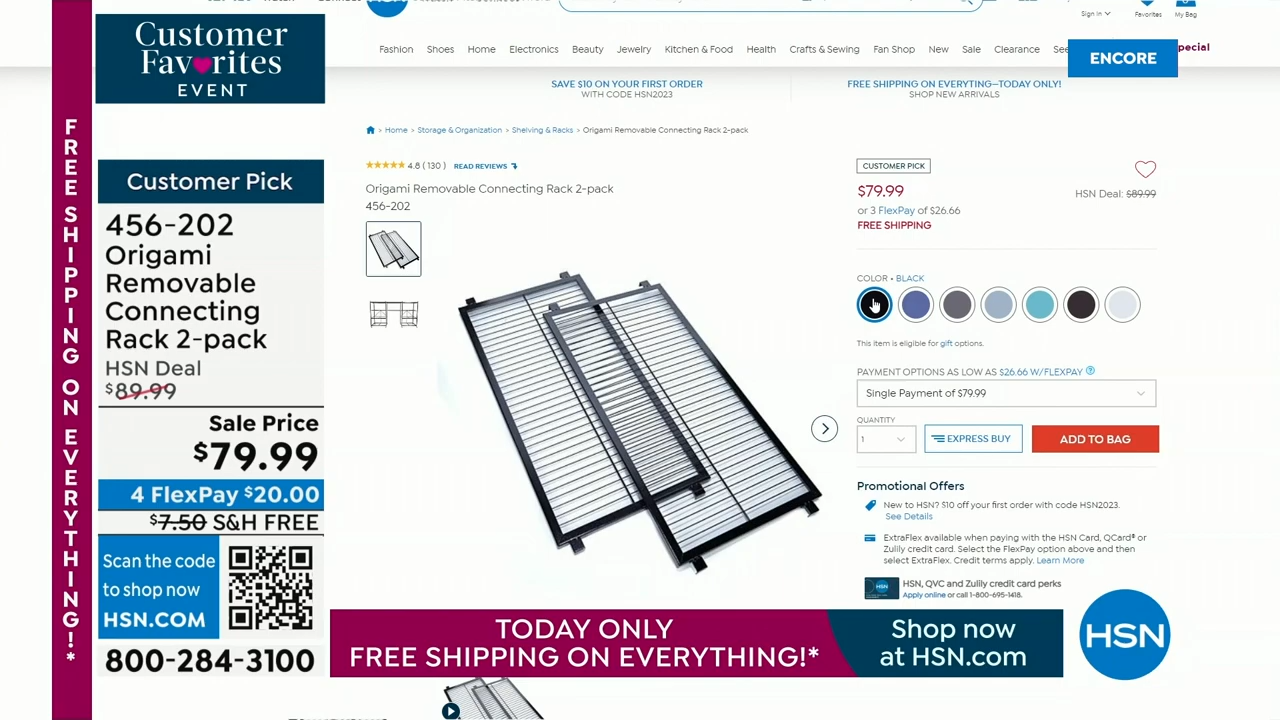 Customer
Favorites
EVENT
FREE SHIPPING ON EVERYTHING!*
Customer Pick
456-202
Origami
Removable
Connecting
Rack 2-pack
HSN Deal
$89.99
Sale Price
$79.99
4 FlexPay $20.00
$7.50 S&H FREE
Scan the code
to shop now
HSN.COM
800-284-3100
HSN
Sign In
Favorites
My Bag
Fashion Shoes Home Electronics Beauty Jewelry Kitchen & Food Health Crafts & Sewing Fan Shop New Sale Clearance See
pecial
ENCORE
SAVE $10 ON YOUR FIRST ORDER
WITH CODE HSN2023
FREE SHIPPING ON EVERYTHING—TODAY ONLY!
SHOP NEW ARRIVALS
> Home > Storage & Organization > Shelving & Racks > Origami Removable Connecting Rack 2-pack
★★★★★ 4.8 ( 130 ) READ REVIEWS
Origami Removable Connecting Rack 2-pack
456-202
CUSTOMER PICK
$79.99
HSN Deal: $89.99
or 3 FlexPay of $26.66
FREE SHIPPING
COLOR • BLACK
This item is eligible for gift options.
PAYMENT OPTIONS AS LOW AS $26.66 W/FLEXPAY ?
Single Payment of $79.99
QUANTITY
1
EXPRESS BUY
ADD TO BAG
Promotional Offers
New to HSN? $10 off your first order with code HSN2023.
See Details
ExtraFlex available when paying with the HSN Card, QCard® or
Zulily credit card. Select the FlexPay option above and then
select ExtraFlex. Credit terms apply. Learn More
HSN, QVC and Zulily credit card perks
Apply online or call 1-800-695-1418.
TODAY ONLY
FREE SHIPPING ON EVERYTHING!*
Shop now
at HSN.com
HSN